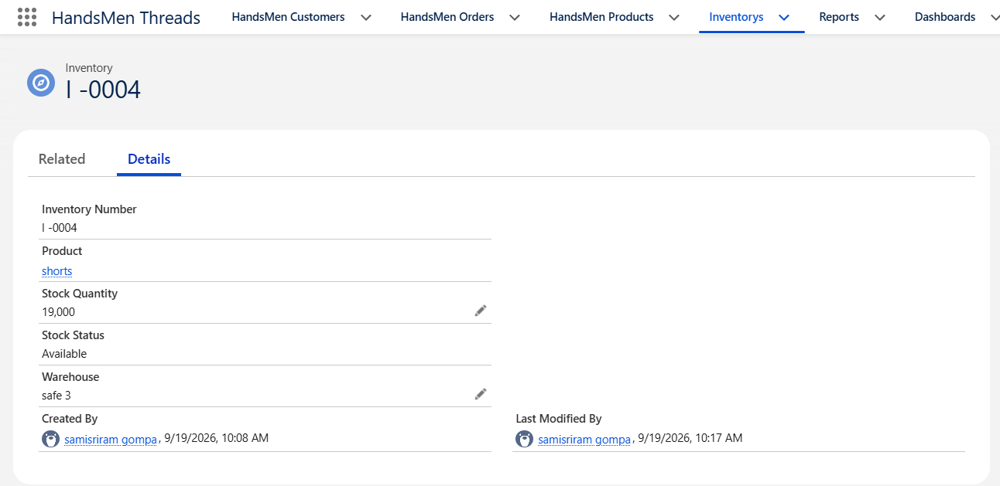 HandsMen Threads HandsMen Customers HandsMen Orders HandsMen Products Inventorys Reports Dashboards
Inventory
I -0004
Related Details
Inventory Number
I -0004
Product
shorts
Stock Quantity
19,000
Stock Status
Available
Warehouse
safe 3
Created By Last Modified By
samisriram gompa, 9/19/2026, 10:08 AM samisriram gompa, 9/19/2026, 10:17 AM